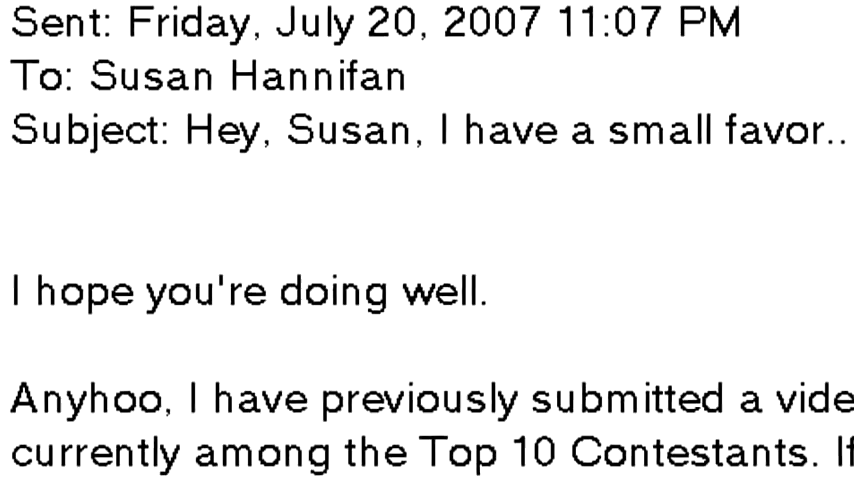 Sent: Friday, July 20, 2007 11:07 PM
To: Susan Hannifan
Subject: Hey, Susan, I have a small favor..
I hope you're doing well.
Anyhoo, I have previously submitted a vide
currently among the Top 10 Contestants. If